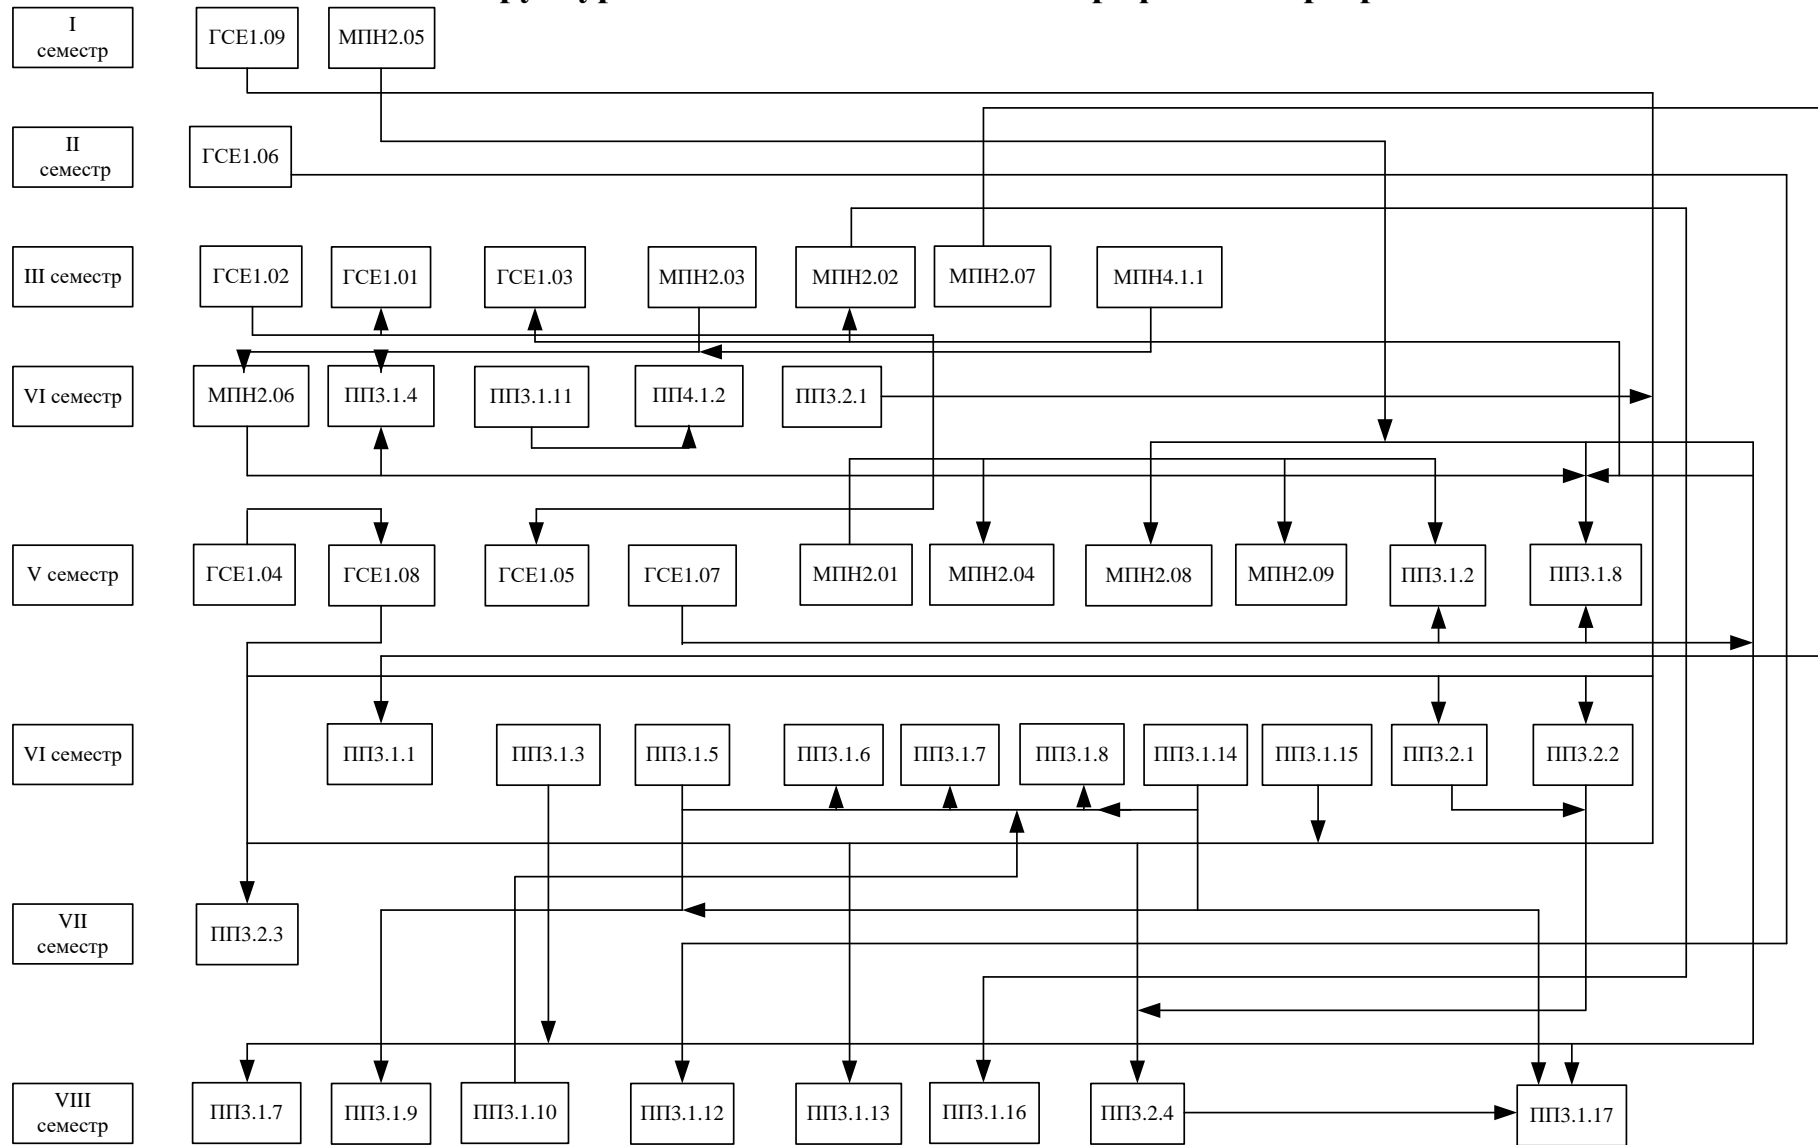 I
семестр
ГСЕ1.09
МПН2.05
II
семестр
ГСЕ1.06
III семестр
ГСЕ1.02
ГСЕ1.01
ГСЕ1.03
МПН2.03
МПН2.02
МПН2.07
МПН4.1.1
VI семестр
МПН2.06
ПП3.1.4
ПП3.1.11
ПП4.1.2
ПП3.2.1
V семестр
ГСЕ1.04
ГСЕ1.08
ГСЕ1.05
ГСЕ1.07
МПН2.01
МПН2.04
МПН2.08
МПН2.09
ПП3.1.2
ПП3.1.8
VI семестр
ПП3.1.1
ПП3.1.3
ПП3.1.5
ПП3.1.6
ПП3.1.7
ПП3.1.8
ПП3.1.14
ПП3.1.15
ПП3.2.1
ПП3.2.2
VII
семестр
ПП3.2.3
VIII
семестр
ПП3.1.7
ПП3.1.9
ПП3.1.10
ПП3.1.12
ПП3.1.13
ПП3.1.16
ПП3.2.4
ПП3.1.17